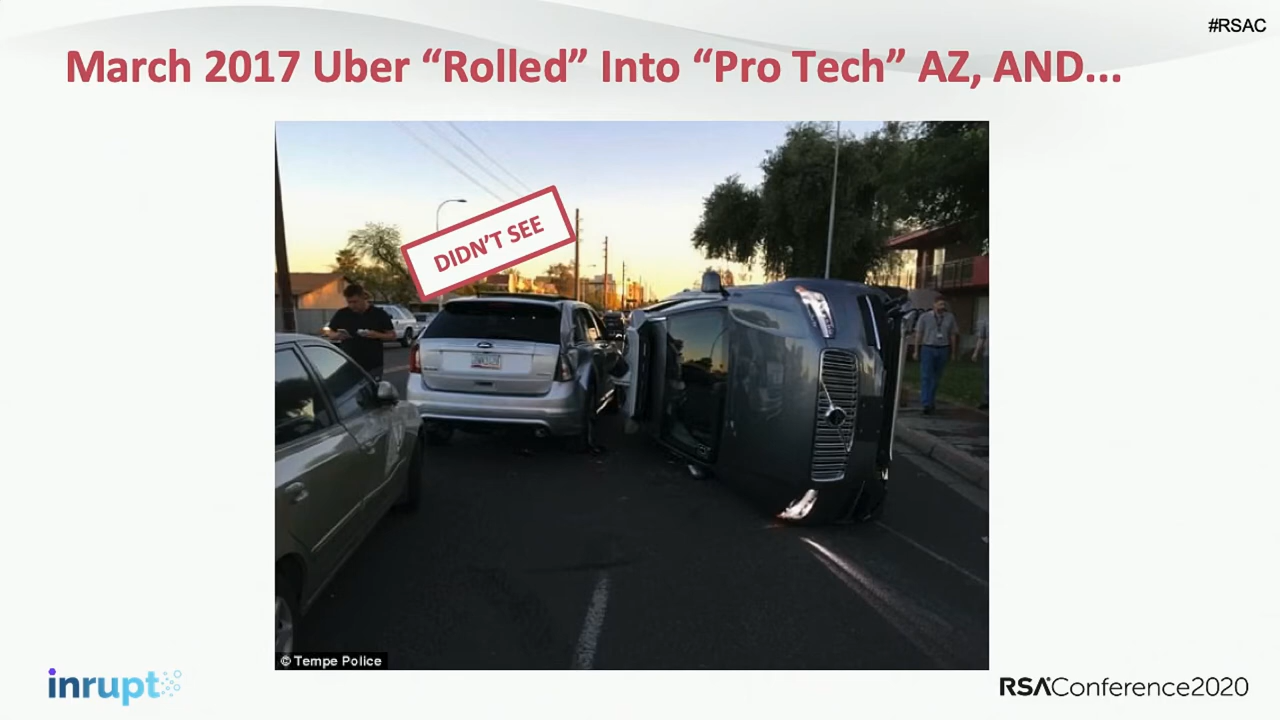 #RSAC
March 2017 Uber “Rolled” Into “Pro Tech” AZ, AND...
DIDN’T SEE
© Tempe Police
inrupt
RSAConference2020